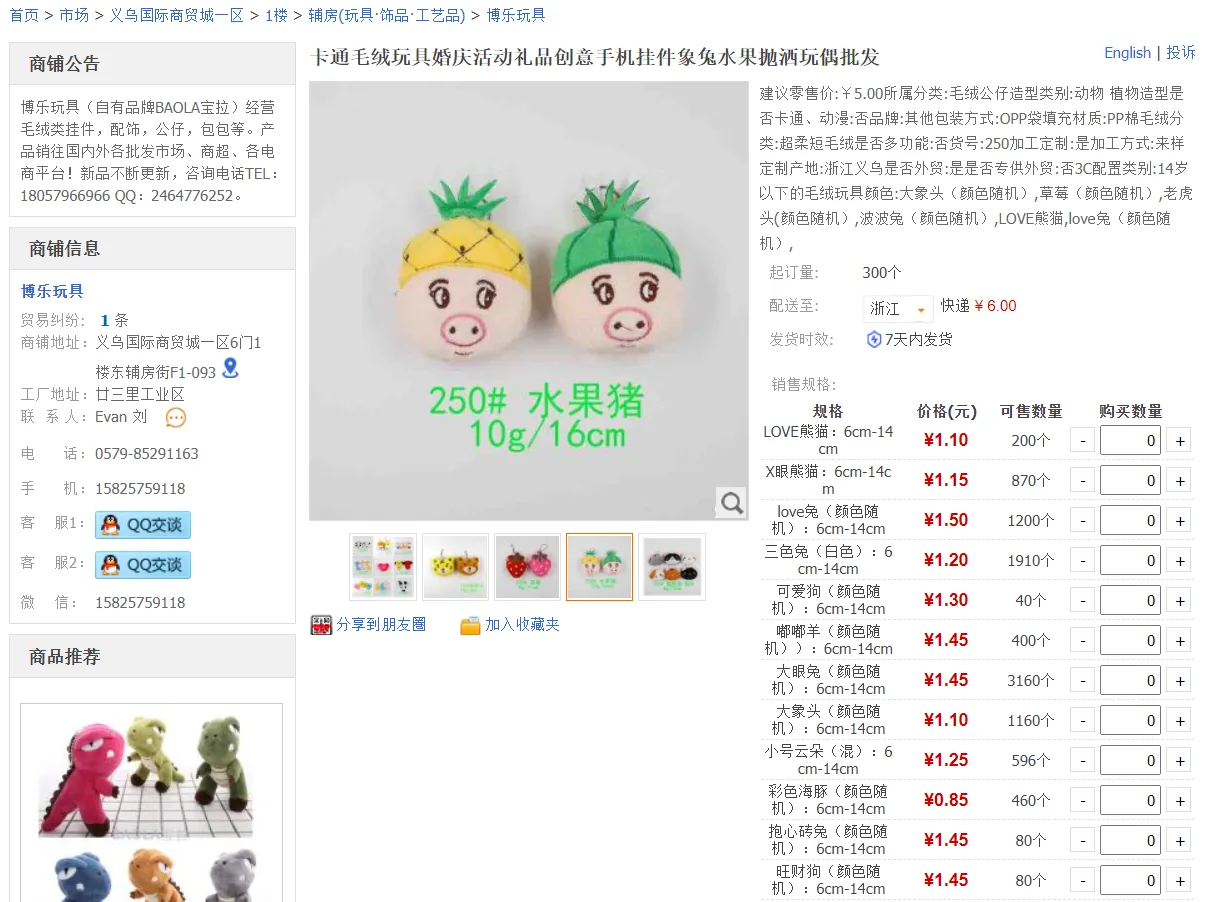 首页 > 市场 > 义乌国际商贸城一区 > 1楼 > 辅房(玩具·饰品·工艺品) > 博乐玩具
商铺公告
博乐玩具（自有品牌BAOLA宝拉）经营
毛绒类挂件，配饰，公仔，包包等。产
品销往国内外各批发市场、商超、各电
商平台！新品不断更新，咨询电话TEL：
18057966966 QQ：2464776252。
商铺信息
博乐玩具
贸易纠纷： 1 条
商铺地址：义乌国际商贸城一区6门1
楼东辅房街F1-093
工厂地址：廿三里工业区
联 系 人：Evan 刘
电 话：0579-85291163
手 机：15825759118
客 服1： QQ交谈
客 服2： QQ交谈
微 信： 15825759118
商品推荐
卡通毛绒玩具婚庆活动礼品创意手机挂件象兔水果抛洒玩偶批发
250# 水果猪
10g/16cm
分享到朋友圈 加入收藏夹
English | 投诉
建议零售价:￥5.00所属分类:毛绒公仔造型类别:动物 植物造型是
否卡通、动漫:否品牌:其他包装方式:OPP袋填充材质:PP棉毛绒分
类:超柔短毛绒是否多功能:否货号:250加工定制:是加工方式:来样
定制产地:浙江义乌是否外贸:是是否专供外贸:否3C配置类别:14岁
以下的毛绒玩具颜色:大象头（颜色随机）,草莓（颜色随机）,老虎
头(颜色随机）,波波兔（颜色随机）,LOVE熊猫,love兔（颜色随
机）,
起订量： 300个
配送至： 浙江 快递 ￥6.00
发货时效： 7天内发货
销售规格:
规格 价格(元) 可售数量 购买数量
LOVE熊猫：6cm-14
cm ¥1.10 200个 - 0 +
X眼熊猫：6cm-14c
m ¥1.15 870个 - 0 +
love兔（颜色随
机）：6cm-14cm ¥1.50 1200个 - 0 +
三色兔（白色）：6
cm-14cm ¥1.20 1910个 - 0 +
可爱狗（颜色随
机）：6cm-14cm ¥1.30 40个 - 0 +
嘟嘟羊（颜色随
机））：6cm-14cm ¥1.45 400个 - 0 +
大眼兔（颜色随
机）：6cm-14cm ¥1.45 3160个 - 0 +
大象头（颜色随
机）：6cm-14cm ¥1.10 1160个 - 0 +
小号云朵（混）：6
cm-14cm ¥1.25 596个 - 0 +
彩色海豚（颜色随
机）：6cm-14cm ¥0.85 460个 - 0 +
抱心砖兔（颜色随
机）：6cm-14cm ¥1.45 80个 - 0 +
旺财狗（颜色随
机）：6cm-14cm ¥1.45 80个 - 0 +